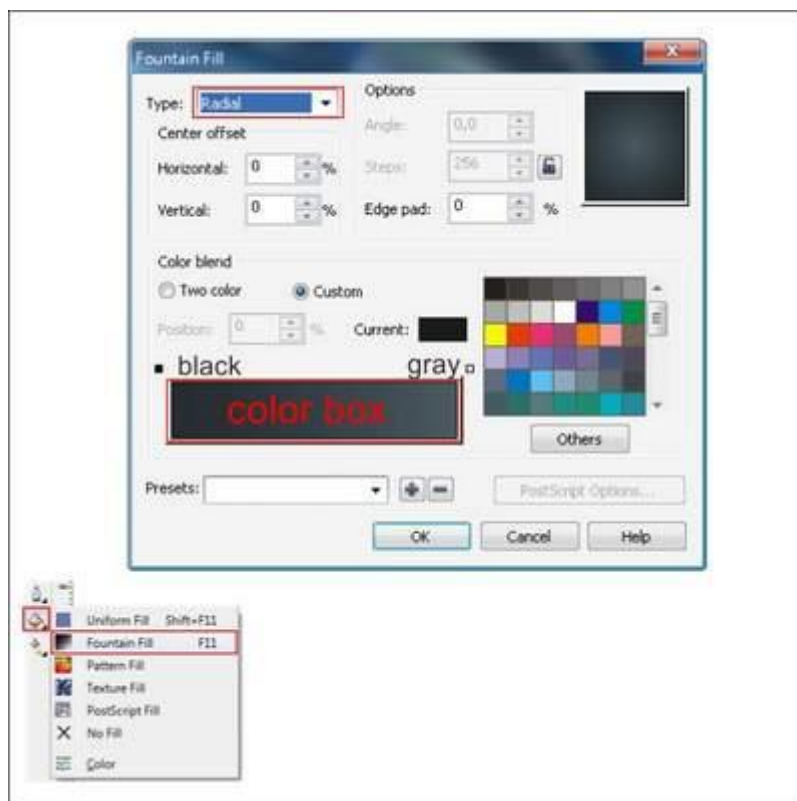 Fountain Fill
Type: Radial
Options
Center offset
Angle: 0,0
Horizontal: 0 %
Steps: 256
Vertical: 0 %
Edge pad: 0 %
Color blend
Two color Custom
Position: 0 %
Current:
black gray
color box
Others
Presets:
PostScript Options...
OK Cancel Help
Uniform Fill Shift+F11
Fountain Fill F11
Pattern Fill
Texture Fill
PostScript Fill
No Fill
Color